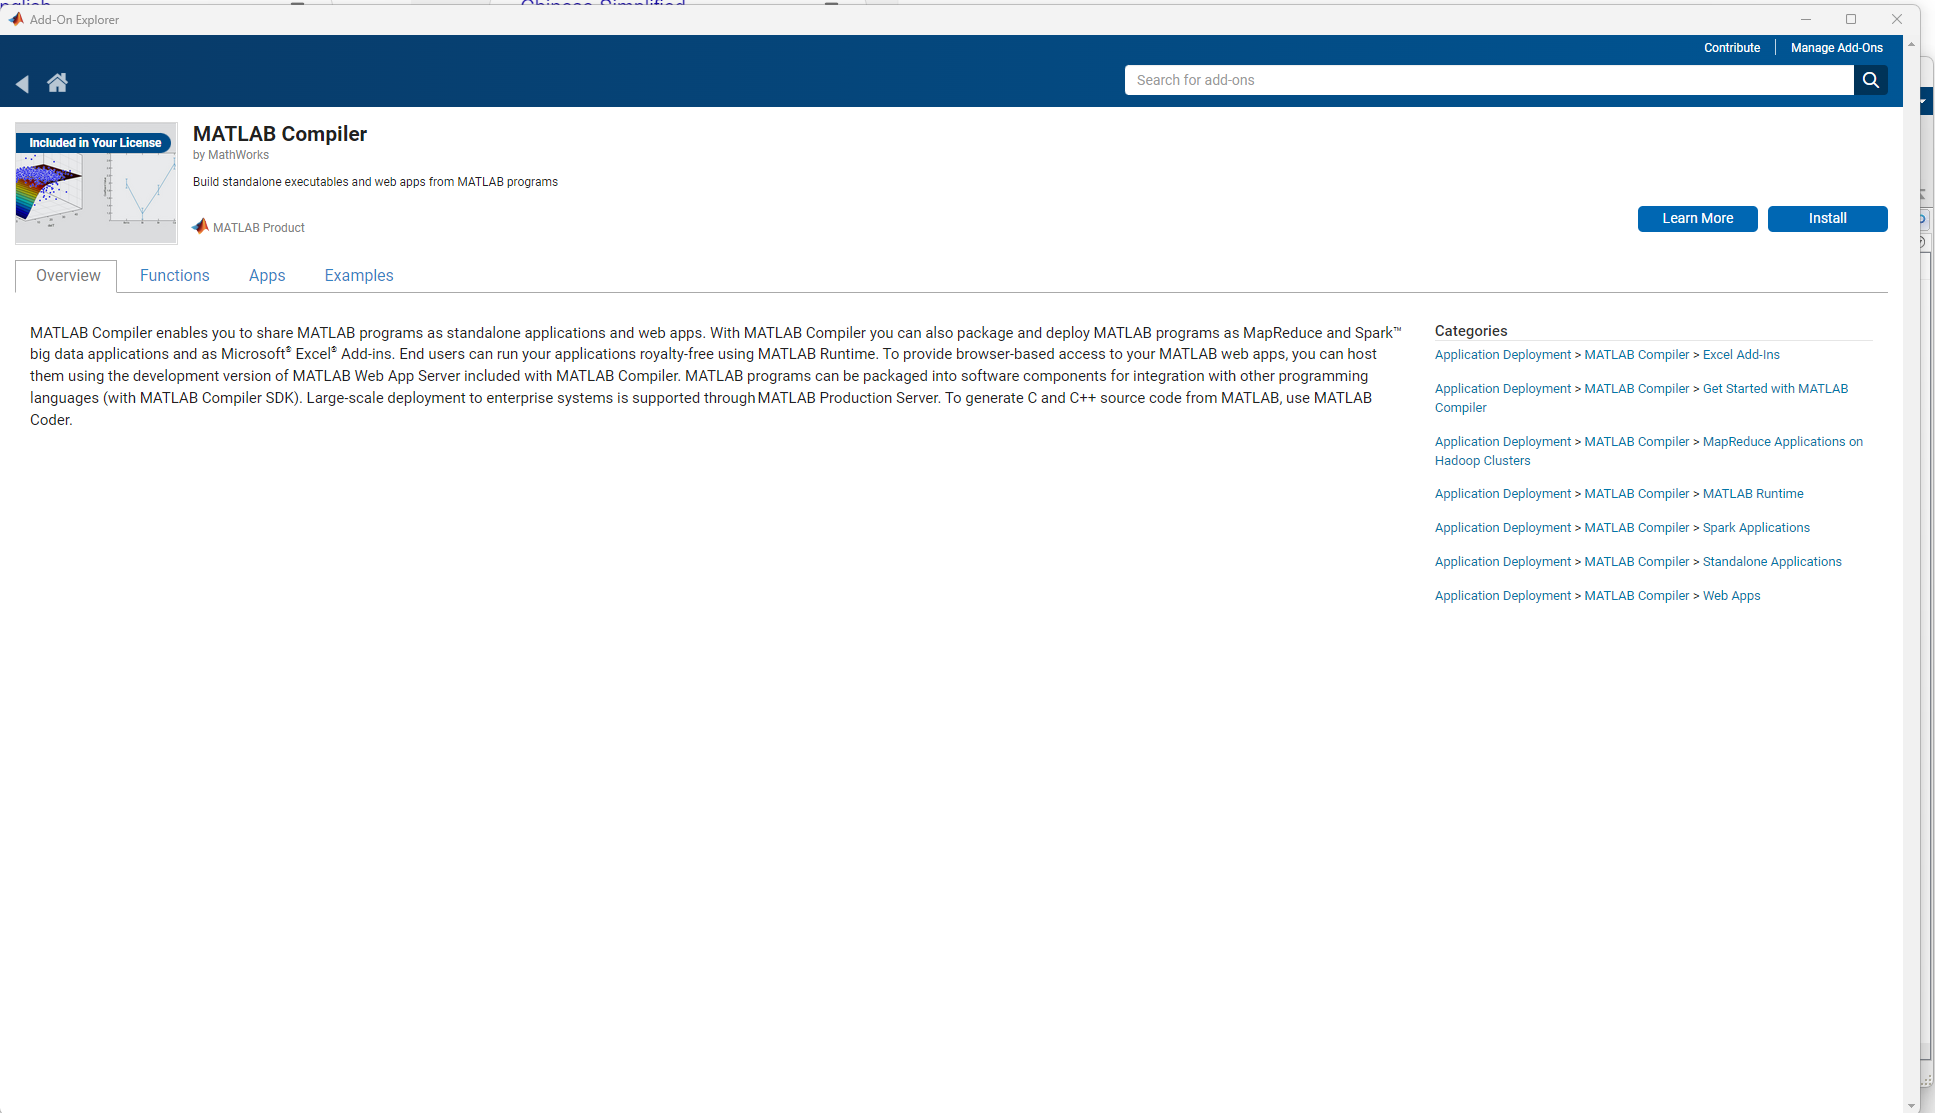 Add-On Explorer
Contribute
Manage Add-Ons
Search for add-ons
Included in Your License
MATLAB Compiler
by MathWorks
Build standalone executables and web apps from MATLAB programs
MATLAB Product
Learn More
Install
Overview
Functions
Apps
Examples
MATLAB Compiler enables you to share MATLAB programs as standalone applications and web apps. With MATLAB Compiler you can also package and deploy MATLAB programs as MapReduce and Spark™
big data applications and as Microsoft® Excel® Add-ins. End users can run your applications royalty-free using MATLAB Runtime. To provide browser-based access to your MATLAB web apps, you can host
them using the development version of MATLAB Web App Server included with MATLAB Compiler. MATLAB programs can be packaged into software components for integration with other programming
languages (with MATLAB Compiler SDK). Large-scale deployment to enterprise systems is supported through MATLAB Production Server. To generate C and C++ source code from MATLAB, use MATLAB
Coder.
Categories
Application Deployment > MATLAB Compiler > Excel Add-Ins
Application Deployment > MATLAB Compiler > Get Started with MATLAB
Compiler
Application Deployment > MATLAB Compiler > MapReduce Applications on
Hadoop Clusters
Application Deployment > MATLAB Compiler > MATLAB Runtime
Application Deployment > MATLAB Compiler > Spark Applications
Application Deployment > MATLAB Compiler > Standalone Applications
Application Deployment > MATLAB Compiler > Web Apps